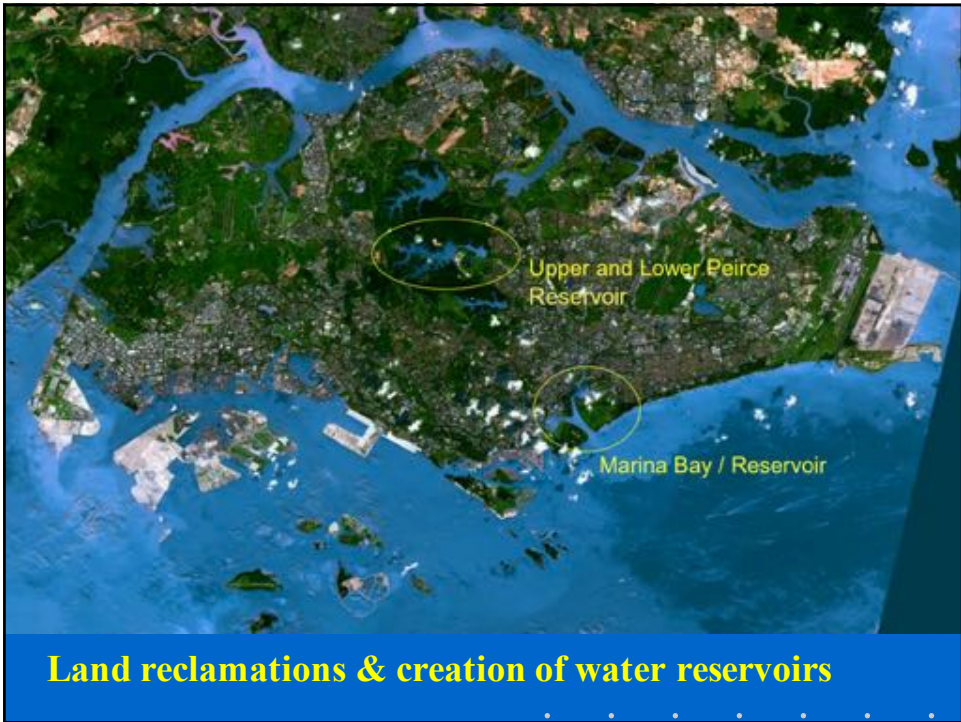 Upper and Lower Peirce
Reservoir
Marina Bay / Reservoir
Land reclamations & creation of water reservoirs